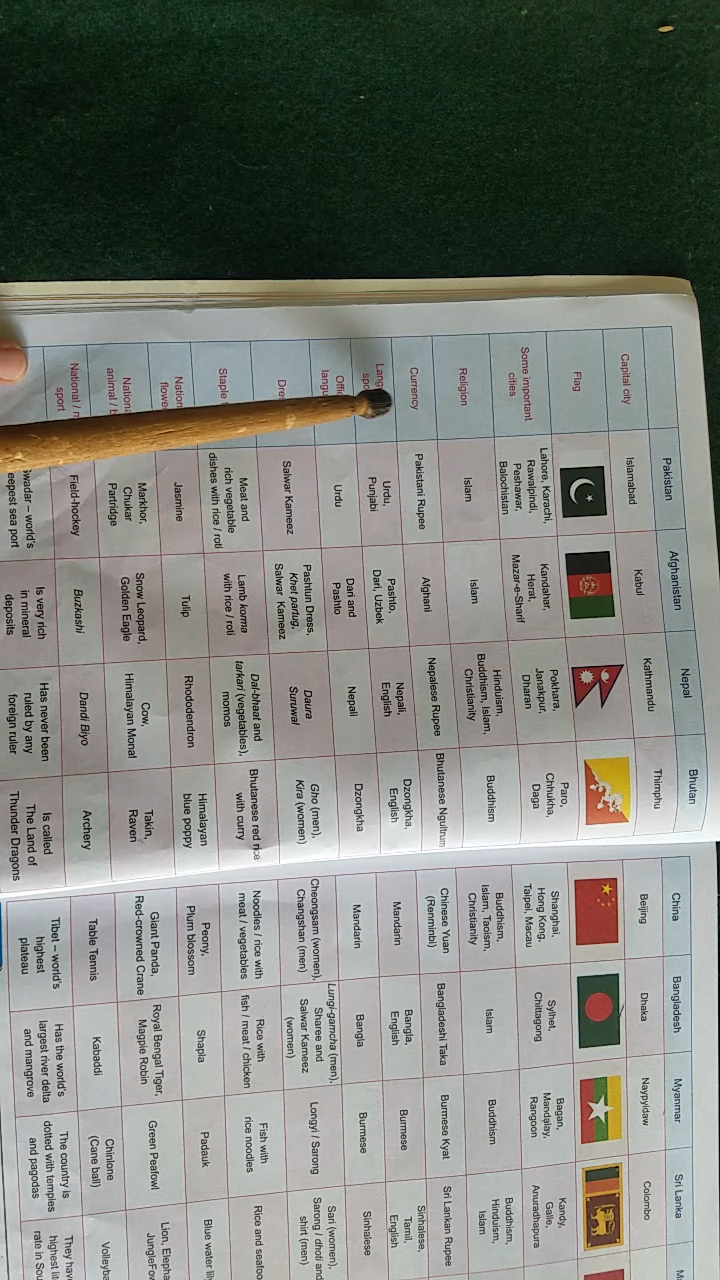 Pakistan
Afghanistan
Nepal
Bhutan
China
Bangladesh
Myanmar
Sri Lanka
Capital city
Islamabad
Kabul
Kathmandu
Thimphu
Beijing
Dhaka
Naypyidaw
Colombo
Flag
Some important
cities
Lahore, Karachi,
Rawalpindi,
Peshawar,
Balochistan
Kandahar,
Herat,
Mazar-e-Sharif
Pokhara,
Janakpur,
Dharan
Paro,
Chhukha,
Daga
Shanghai,
Hong Kong,
Taipei, Macau
Sylhet,
Chittagong
Bagan,
Mandalay,
Rangoon
Kandy,
Galle,
Anuradhapura
Religion
Islam
Islam
Hinduism,
Buddhism, Islam,
Christianity
Buddhism
Buddhism,
Islam, Taoism,
Christianity
Islam
Buddhism
Buddhism,
Hinduism,
Islam
Currency
Pakistani Rupee
Afghani
Nepalese Rupee
Bhutanese Ngultrum
Chinese Yuan
(Renminbi)
Bangladeshi Taka
Burmese Kyat
Sri Lankan Rupee
Urdu,
Punjabi
Pashto,
Dari, Uzbek
Nepali,
English
Dzongkha,
English
Mandarin
Bangla,
English
Burmese
Sinhalese,
Tamil,
English
Urdu
Dari and
Pashto
Nepali
Dzongkha
Mandarin
Bangla
Burmese
Sinhalese
Salwar Kameez
Pashtun Dress,
Khet partug,
Salwar Kameez
Daura
Suruwal
Gho (men),
Kira (women)
Cheongsam (women),
Changshan (men)
Lungi-gamcha (men),
Sharee and
Salwar Kameez
(women)
Longyi / Sarong
Sari (women),
Sarong / dhoti and
shirt (men)
Staple
Meat and
rich vegetable
dishes with rice / roti
Lamb korma
with rice / roti
Dal-bhaat and
tarkari (vegetables),
momos
Bhutanese red rice
with curry
Noodles / rice with
meat / vegetables
Rice with
fish / meat / chicken
Fish with
rice noodles
Rice and
Jasmine
Tulip
Rhododendron
Himalayan
blue poppy
Peony,
Plum blossom
Shapla
Padauk
Blue water
animal /
Markhor,
Chukar
Partridge
Snow Leopard,
Golden Eagle
Cow,
Himalayan Monal
Takin,
Raven
Giant Panda,
Red-crowned Crane
Royal Bengal Tiger,
Magpie Robin
Green Peafowl
Lion,
National /
sport
Field-hockey
Buzkashi
Dandi Biyo
Archery
Table Tennis
Kabaddi
Chinlone
(Cane ball)
– world's
sea port
Is very rich
in mineral
deposits
Has never been
ruled by any
foreign ruler
Is called
The Land of
Thunder Dragons
Tibet – world's
highest
plateau
Has the world's
largest river delta
and mangrove
The country is
dotted with temples
and pagodas
They
highest
rate in